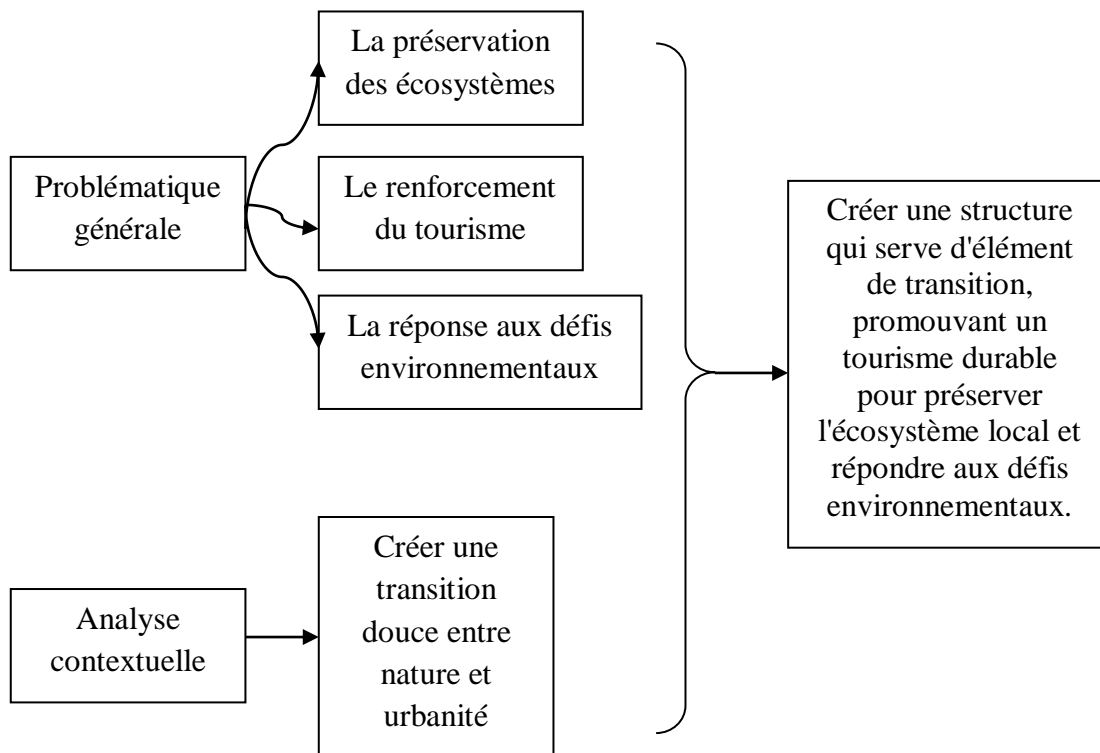 La préservation
des écosystèmes
Problématique
générale
Le renforcement
du tourisme
La réponse aux défis
environnementaux
Créer une structure
qui serve d'élément
de transition,
promouvant un
tourisme durable
pour préserver
l'écosystème local et
répondre aux défis
environnementaux.
Analyse
contextuelle
Créer une
transition
douce entre
nature et
urbanité